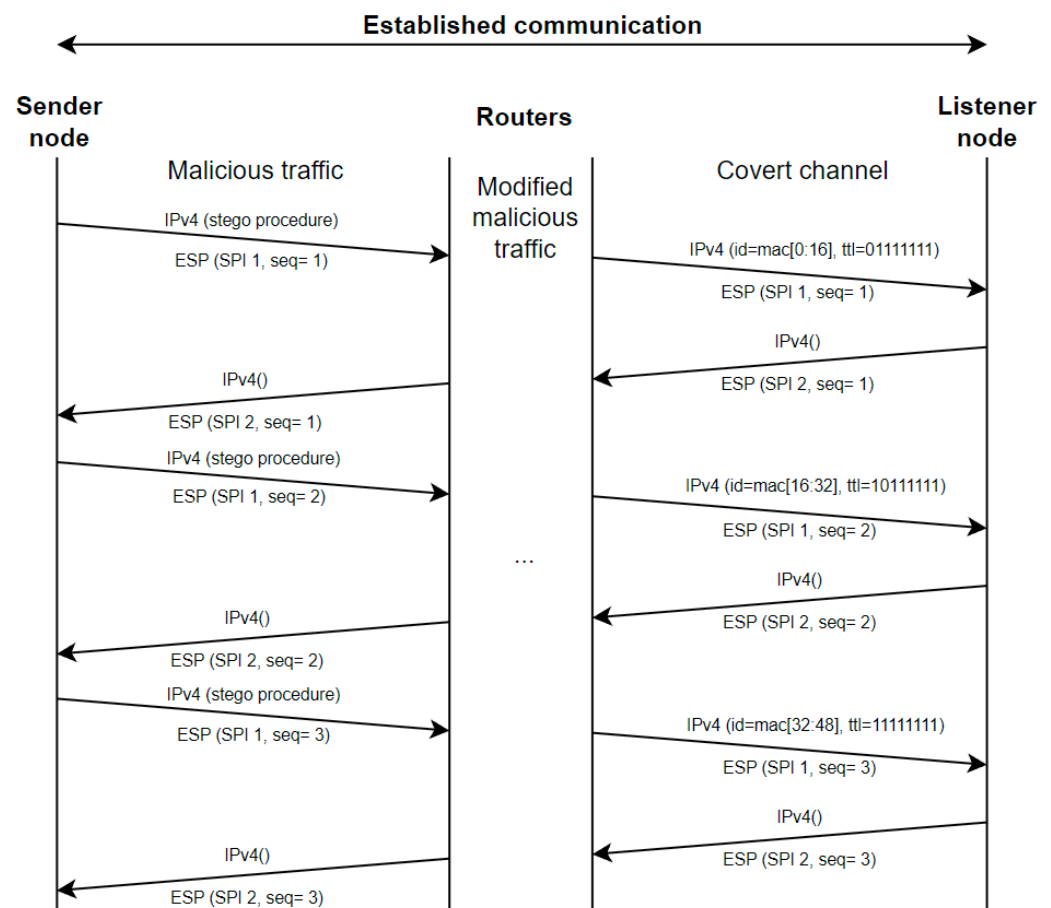 Established communication
Sender
node
Routers
Listener
node
Malicious traffic
Modified
malicious
traffic
Covert channel
IPv4 (stego procedure)
ESP (SPI 1, seq= 1)
IPv4 (id=mac[0:16], ttl=01111111)
ESP (SPI 1, seq= 1)
IPv4()
ESP (SPI 2, seq= 1)
IPv4()
ESP (SPI 2, seq= 1)
IPv4 (stego procedure)
ESP (SPI 1, seq= 2)
IPv4 (id=mac[16:32], ttl=10111111)
ESP (SPI 1, seq= 2)
...
IPv4()
ESP (SPI 2, seq= 2)
IPv4()
ESP (SPI 2, seq= 2)
IPv4 (stego procedure)
ESP (SPI 1, seq= 3)
IPv4 (id=mac[32:48], ttl=11111111)
ESP (SPI 1, seq= 3)
IPv4()
ESP (SPI 2, seq= 3)
IPv4()
ESP (SPI 2, seq= 3)